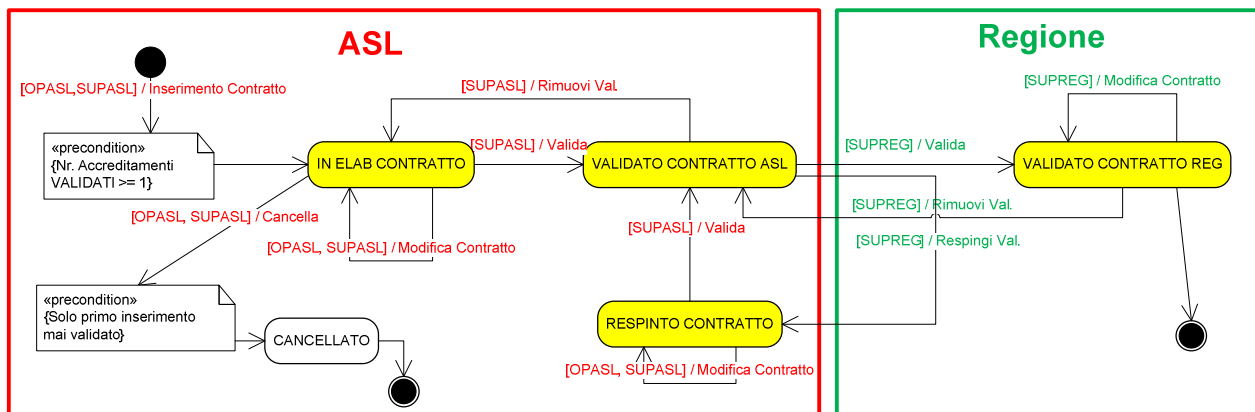 ASL
Regione
[OPASL,SUPASL] / Inserimento Contratto
[SUPASL] / Rimuovi Val.
[SUPREG] / Modifica Contratto
«precondition»
{Nr. Accreditamenti
VALIDATI >= 1}
IN ELAB CONTRATTO
[SUPASL] / Valida
VALIDATO CONTRATTO ASL
[SUPREG] / Valida
VALIDATO CONTRATTO REG
[OPASL, SUPASL] / Cancella
[SUPREG] / Rimuovi Val.
[SUPASL] / Valida
[SUPREG] / Respingi Val.
[OPASL, SUPASL] / Modifica Contratto
«precondition»
{Solo primo inserimento
mai validato}
CANCELLATO
RESPINTO CONTRATTO
[OPASL, SUPASL] / Modifica Contratto